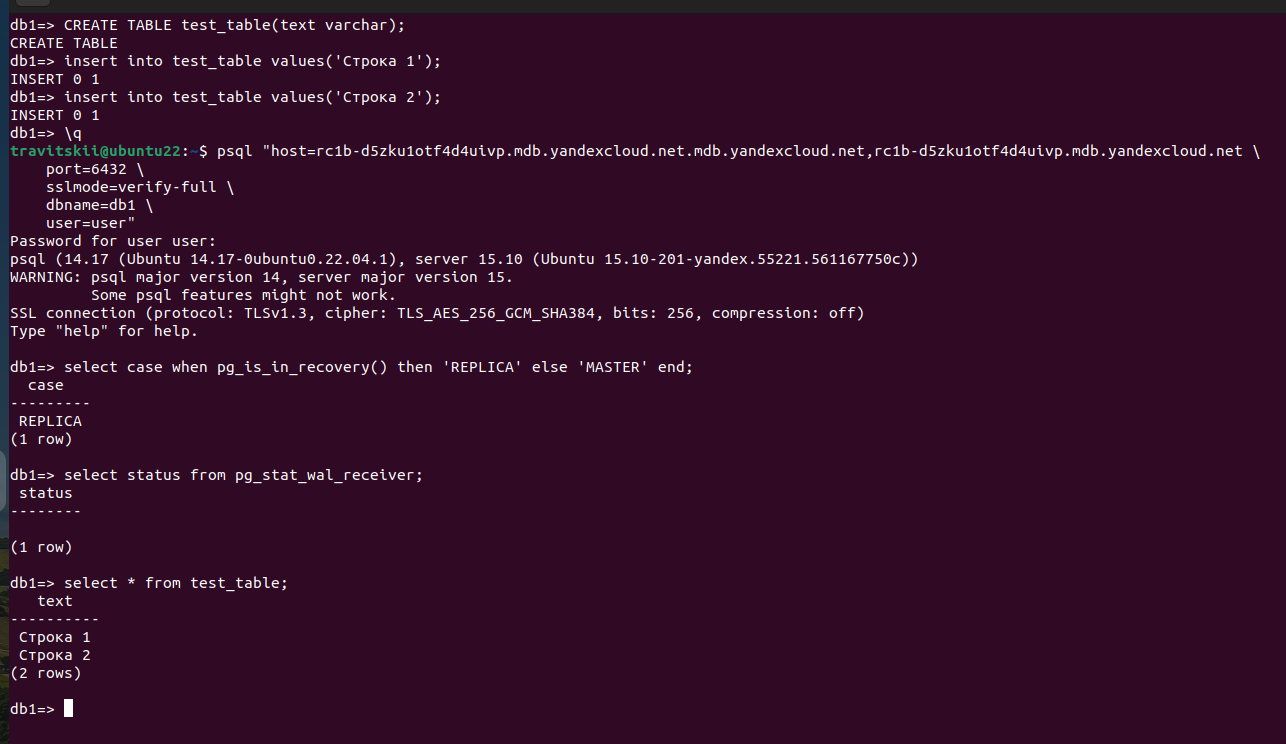 db1=> CREATE TABLE test_table(text varchar);
CREATE TABLE
db1=> insert into test_table values('Строка 1');
INSERT 0 1
db1=> insert into test_table values('Строка 2');
INSERT 0 1
db1=> \q
travitskii@ubuntu22:~$ psql "host=rc1b-d5zku1otf4d4uivp.mdb.yandexcloud.net.mdb.yandexcloud.net,rc1b-d5zku1otf4d4uivp.mdb.yandexcloud.net \
    port=6432 \
    sslmode=verify-full \
    dbname=db1 \
    user=user"
Password for user user:
psql (14.17 (Ubuntu 14.17-0ubuntu0.22.04.1), server 15.10 (Ubuntu 15.10-201-yandex.55221.561167750c))
WARNING: psql major version 14, server major version 15.
         Some psql features might not work.
SSL connection (protocol: TLSv1.3, cipher: TLS_AES_256_GCM_SHA384, bits: 256, compression: off)
Type "help" for help.

db1=> select case when pg_is_in_recovery() then 'REPLICA' else 'MASTER' end;
  case
---------
 REPLICA
(1 row)

db1=> select status from pg_stat_wal_receiver;
 status
--------

(1 row)

db1=> select * from test_table;
   text
----------
 Строка 1
 Строка 2
(2 rows)

db1=>